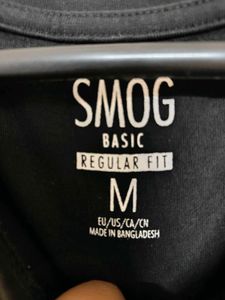 SMOG
BASIC
REGULAR FIT
M
EU/US/CA/CN
MADE IN BANGLADESH